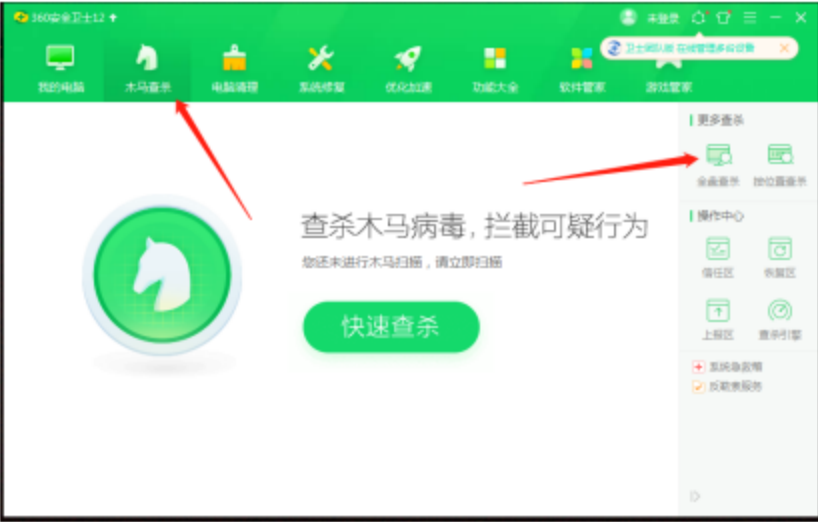 360安全卫士12
未登录
卫士团队版 在线管理多台设备
我的电脑
木马查杀
电脑清理
系统修复
优化加速
功能大全
软件管家
游戏管家
更多查杀
全盘查杀
按位置查杀
查杀木马病毒，拦截可疑行为
您还未进行木马扫描，请立即扫描
快速查杀
操作中心
信任区
恢复区
上报区
查杀引擎
系统急救箱
反勒索服务